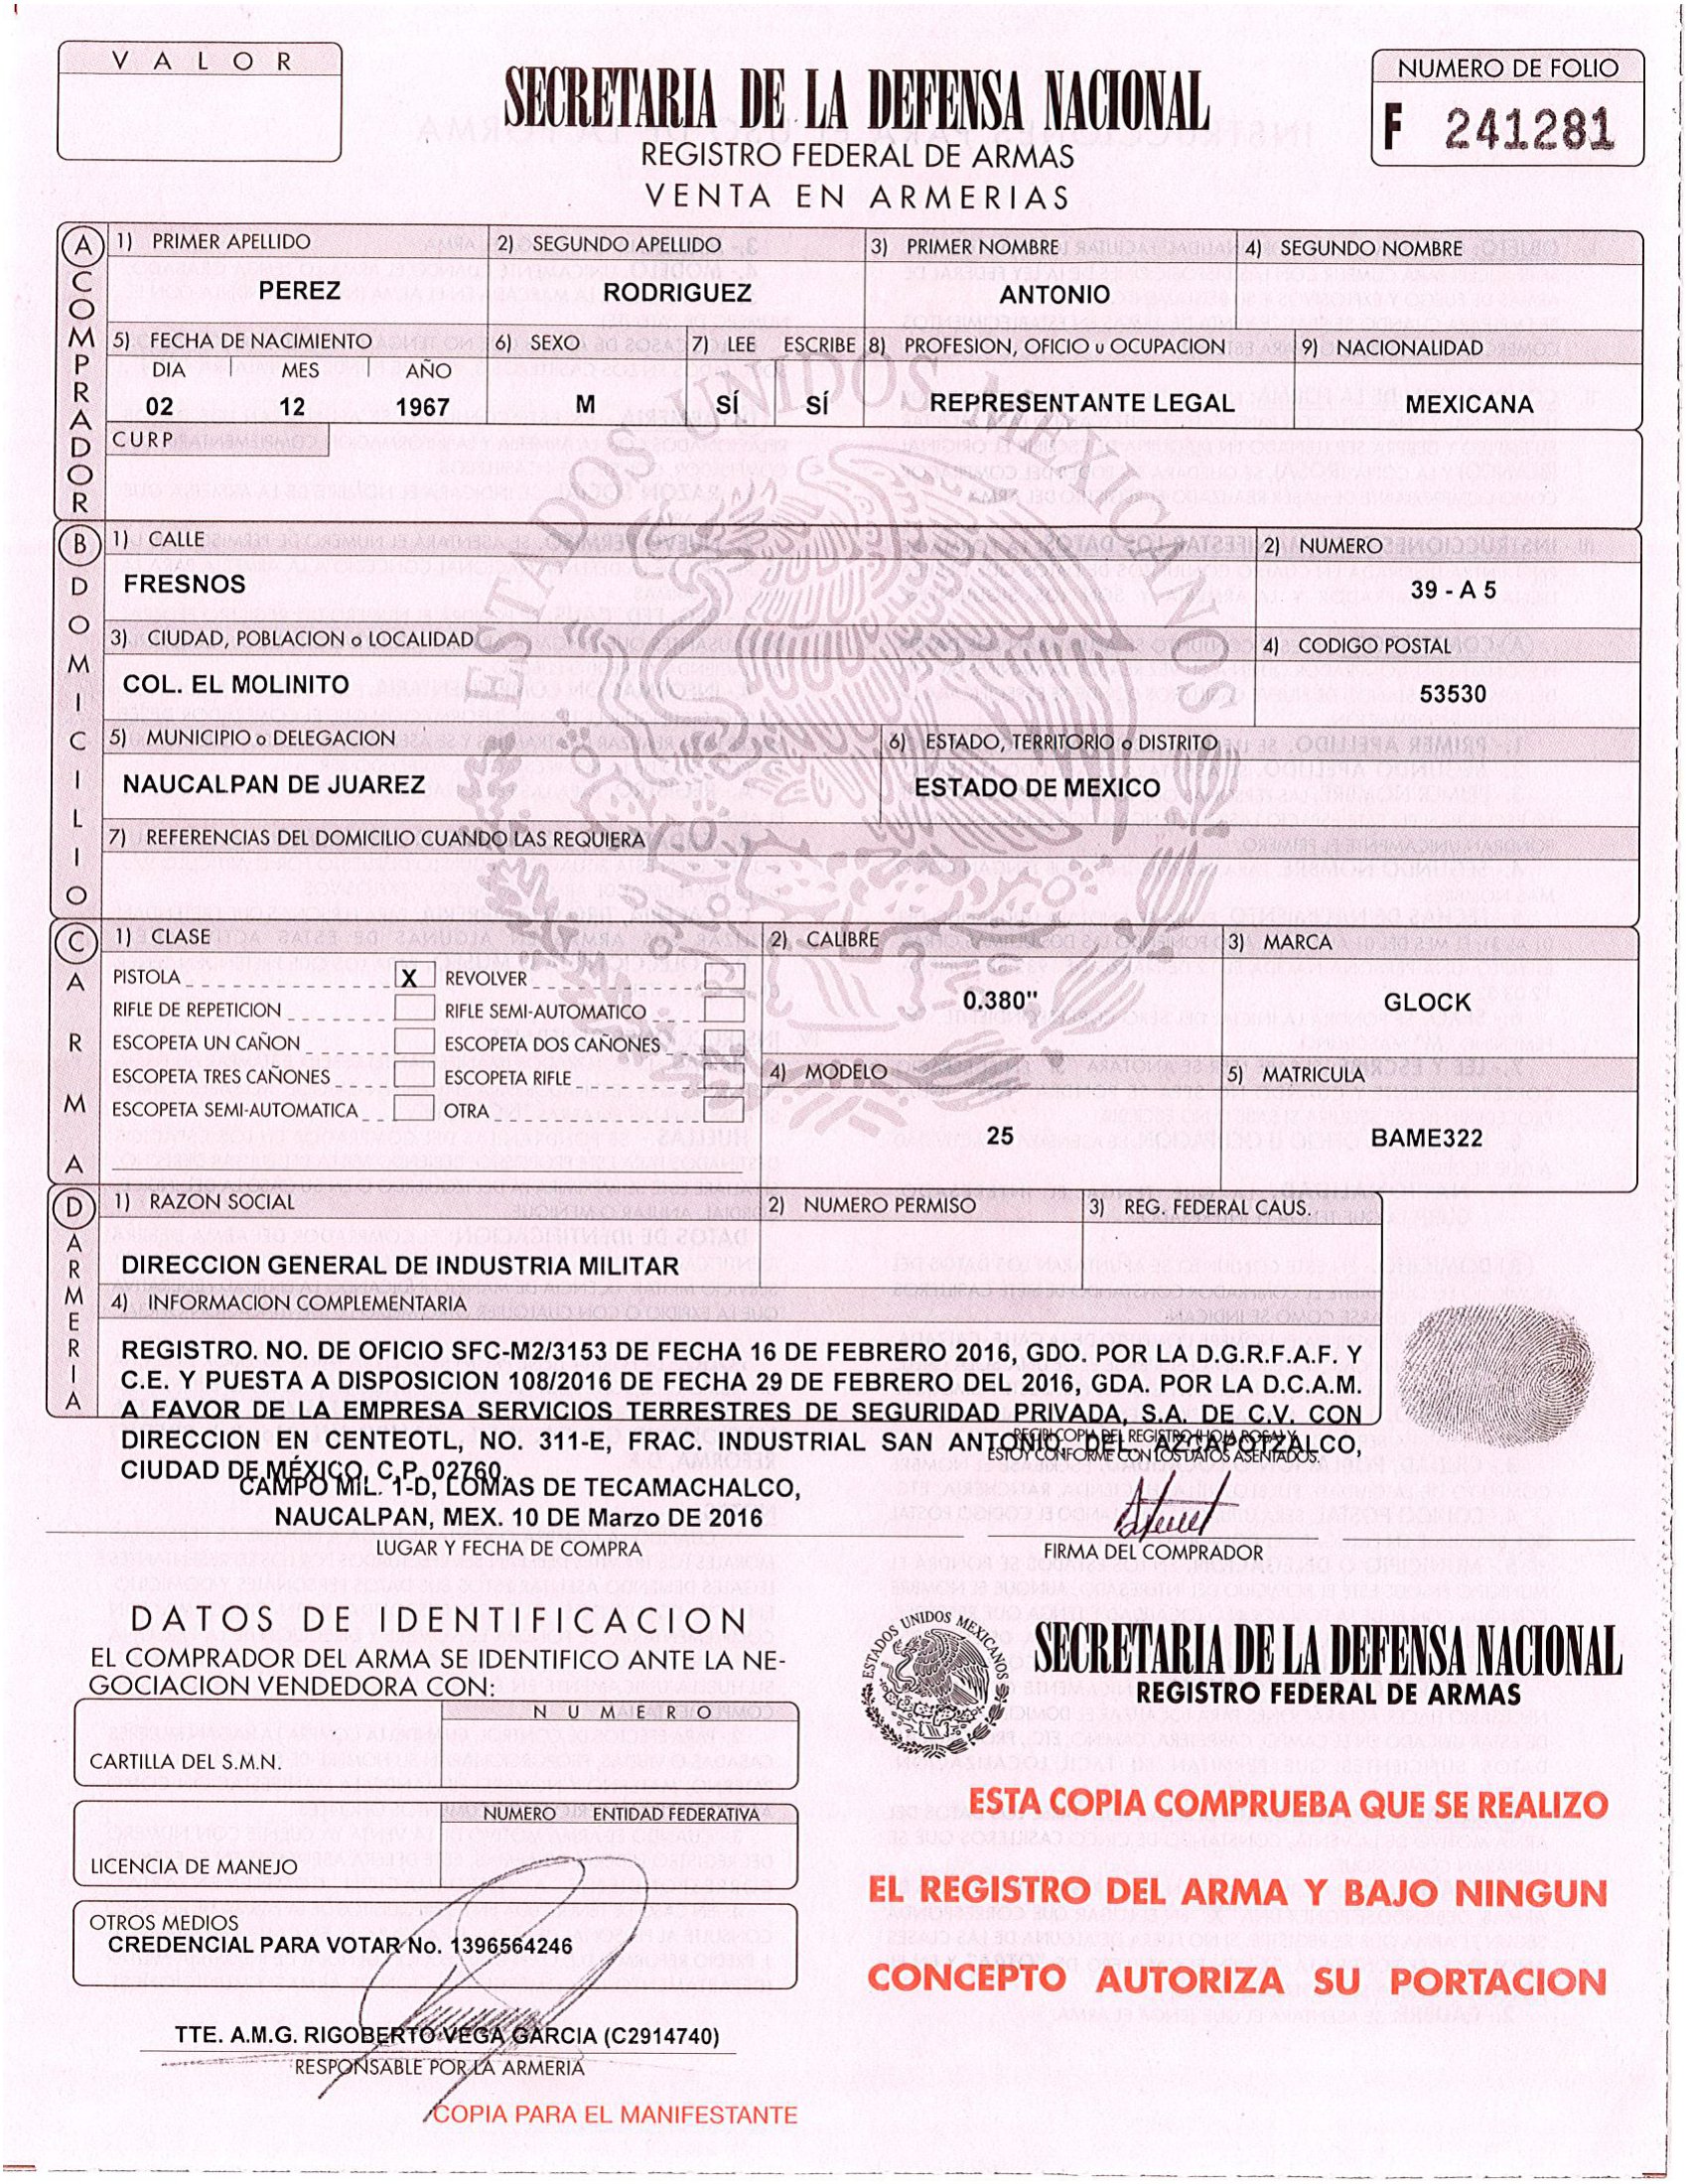 VALOR
SECRETARIA DE LA DEFENSA NACIONAL
REGISTRO FEDERAL DE ARMAS
VENTA EN ARMERIAS
NUMERO DE FOLIO
F 241281
A COMPRADOR
1) PRIMER APELLIDO 2) SEGUNDO APELLIDO 3) PRIMER NOMBRE 4) SEGUNDO NOMBRE
PEREZ RODRIGUEZ ANTONIO
5) FECHA DE NACIMIENTO 6) SEXO 7) LEE ESCRIBE 8) PROFESION, OFICIO u OCUPACION 9) NACIONALIDAD
DIA MES AÑO
02 12 1967 M SÍ SÍ REPRESENTANTE LEGAL MEXICANA
CURP
ESTADOS UNIDOS MEXICANOS
B DOMICILIO
1) CALLE 2) NUMERO
FRESNOS 39 - A 5
3) CIUDAD, POBLACION o LOCALIDAD 4) CODIGO POSTAL
COL. EL MOLINITO 53530
5) MUNICIPIO o DELEGACION 6) ESTADO, TERRITORIO o DISTRITO
NAUCALPAN DE JUAREZ ESTADO DE MEXICO
7) REFERENCIAS DEL DOMICILIO CUANDO LAS REQUIERA
C ARMA
1) CLASE 2) CALIBRE 3) MARCA
PISTOLA X REVOLVER
0.380" GLOCK
RIFLE DE REPETICION RIFLE SEMI-AUTOMATICO
ESCOPETA UN CAÑON ESCOPETA DOS CAÑONES
4) MODELO 5) MATRICULA
ESCOPETA TRES CAÑONES ESCOPETA RIFLE
ESCOPETA SEMI-AUTOMATICA OTRA
25 BAME322
D ARMERIA
1) RAZON SOCIAL 2) NUMERO PERMISO 3) REG. FEDERAL CAUS.
DIRECCION GENERAL DE INDUSTRIA MILITAR
4) INFORMACION COMPLEMENTARIA
REGISTRO. NO. DE OFICIO SFC-M2/3153 DE FECHA 16 DE FEBRERO 2016, GDO. POR LA D.G.R.F.A.F. Y
C.E. Y PUESTA A DISPOSICION 108/2016 DE FECHA 29 DE FEBRERO DEL 2016, GDA. POR LA D.C.A.M.
A FAVOR DE LA EMPRESA SERVICIOS TERRESTRES DE SEGURIDAD PRIVADA, S.A. DE C.V. CON
DIRECCION EN CENTEOTL, NO. 311-E, FRAC. INDUSTRIAL SAN ANTONIO, DEL. AZCAPOTZALCO,
CIUDAD DE MÉXICO, C.P. 02760.
RECIBI COPIA DEL REGISTRO (HOJA ROSA) Y
ESTOY CONFORME CON LOS DATOS ASENTADOS.
CAMPO MIL. 1-D, LOMAS DE TECAMACHALCO,
NAUCALPAN, MEX. 10 DE Marzo DE 2016
LUGAR Y FECHA DE COMPRA
FIRMA DEL COMPRADOR
DATOS DE IDENTIFICACION
EL COMPRADOR DEL ARMA SE IDENTIFICO ANTE LA NE-
GOCIACION VENDEDORA CON:
NUMERO
CARTILLA DEL S.M.N.
NUMERO ENTIDAD FEDERATIVA
LICENCIA DE MANEJO
OTROS MEDIOS
CREDENCIAL PARA VOTAR No. 1396564246
TTE. A.M.G. RIGOBERTO VEGA GARCIA (C2914740)
RESPONSABLE POR LA ARMERIA
COPIA PARA EL MANIFESTANTE
ESTADOS UNIDOS MEXICANOS
SECRETARIA DE LA DEFENSA NACIONAL
REGISTRO FEDERAL DE ARMAS
ESTA COPIA COMPRUEBA QUE SE REALIZO
EL REGISTRO DEL ARMA Y BAJO NINGUN
CONCEPTO AUTORIZA SU PORTACION